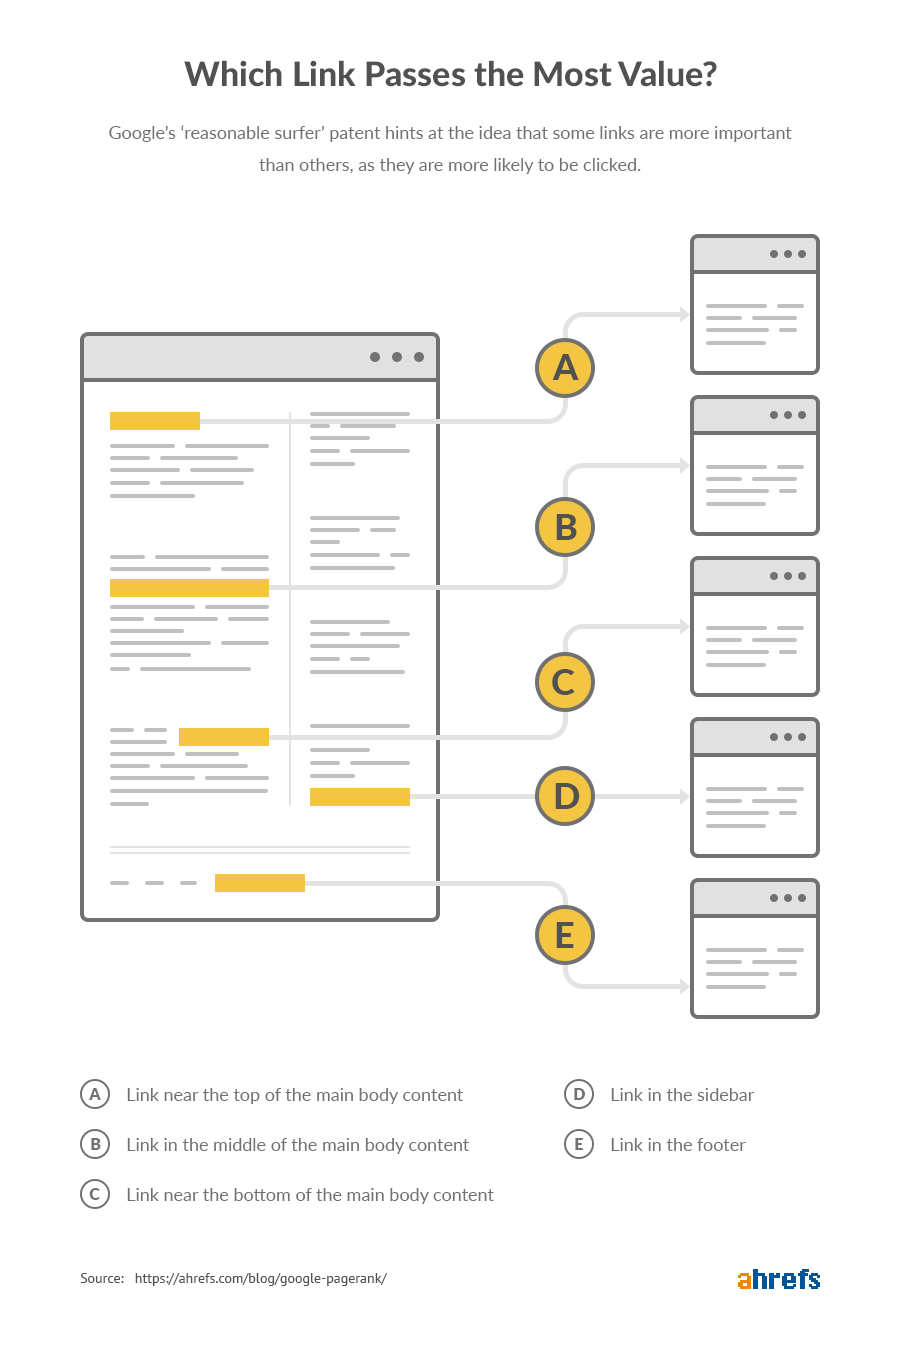 Which Link Passes the Most Value?
Google's ‘reasonable surfer’ patent hints at the idea that some links are more important
than others, as they are more likely to be clicked.
A
B
C
D
E
A Link near the top of the main body content
B Link in the middle of the main body content
C Link near the bottom of the main body content
D Link in the sidebar
E Link in the footer
Source: https://ahrefs.com/blog/google-pagerank/
ahrefs